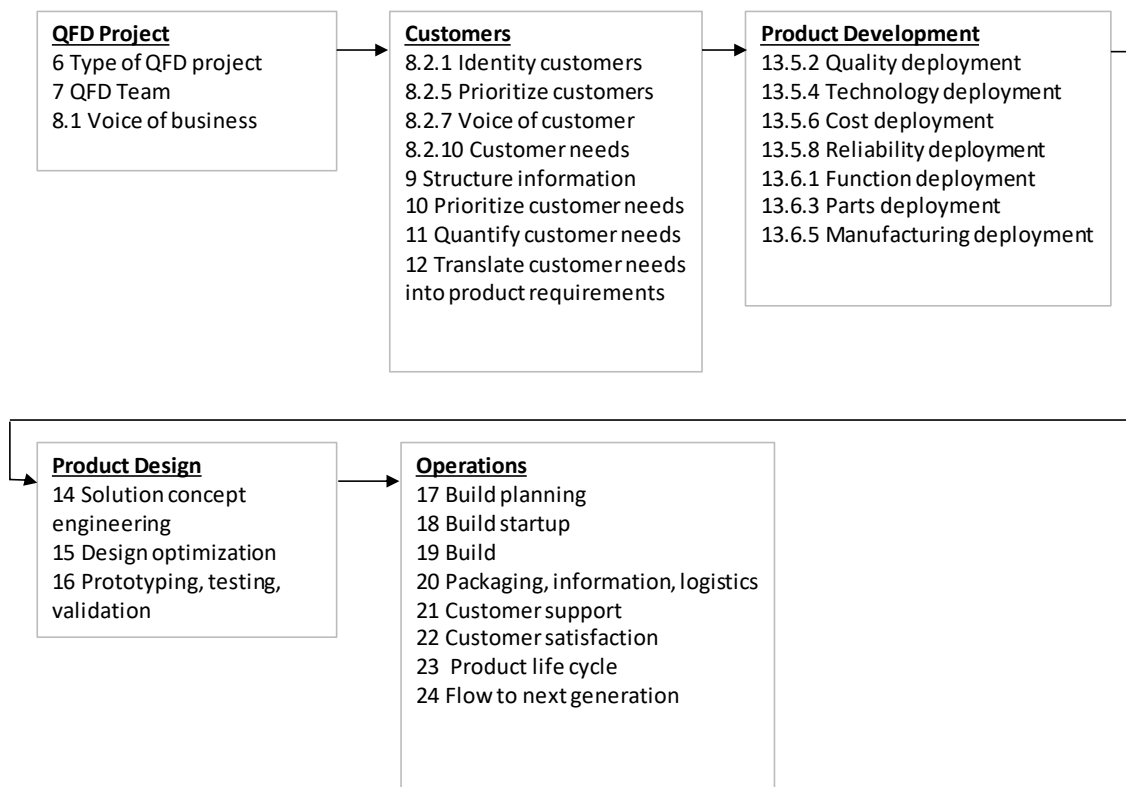 QFD Project
6 Type of QFD project
7 QFD Team
8.1 Voice of business
Customers
8.2.1 Identity customers
8.2.5 Prioritize customers
8.2.7 Voice of customer
8.2.10 Customer needs
9 Structure information
10 Prioritize customer needs
11 Quantify customer needs
12 Translate customer needs
into product requirements
Product Development
13.5.2 Quality deployment
13.5.4 Technology deployment
13.5.6 Cost deployment
13.5.8 Reliability deployment
13.6.1 Function deployment
13.6.3 Parts deployment
13.6.5 Manufacturing deployment
Product Design
14 Solution concept
engineering
15 Design optimization
16 Prototyping, testing,
validation
Operations
17 Build planning
18 Build startup
19 Build
20 Packaging, information, logistics
21 Customer support
22 Customer satisfaction
23 Product life cycle
24 Flow to next generation